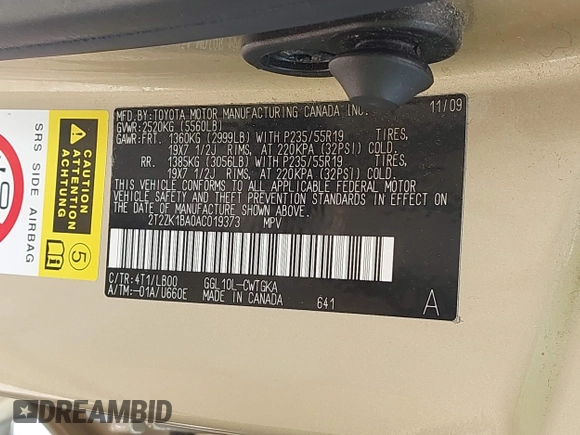 MFD.BY:TOYOTA MOTOR MANUFACTURING CANADA INC. 11/09
GVWR:2520KG (5560LB)
GAWR:FRT. 1360KG (2999LB) WITH P235/55R19 TIRES,
19X7 1/2J RIMS, AT 220KPA (32PSI) COLD.
RR. 1385KG (3056LB) WITH P235/55R19 TIRES,
19X7 1/2J RIMS, AT 220KPA (32PSI) COLD.
THIS VEHICLE CONFORMS TO ALL APPLICABLE FEDERAL MOTOR
VEHICLE SAFETY AND THEFT PREVENTION STANDARDS IN EFFECT
ON THE DATE OF MANUFACTURE SHOWN ABOVE.
2T2ZK1BA0AC019373 MPV
C/TR:4T1/LB00 GGL10L-CWTGKA
A/TM:-01A/U660E MADE IN CANADA 641 A
SRS SIDE AIRBAG
CAUTION
ATTENTION
ACHTUNG
5
DREAMBID